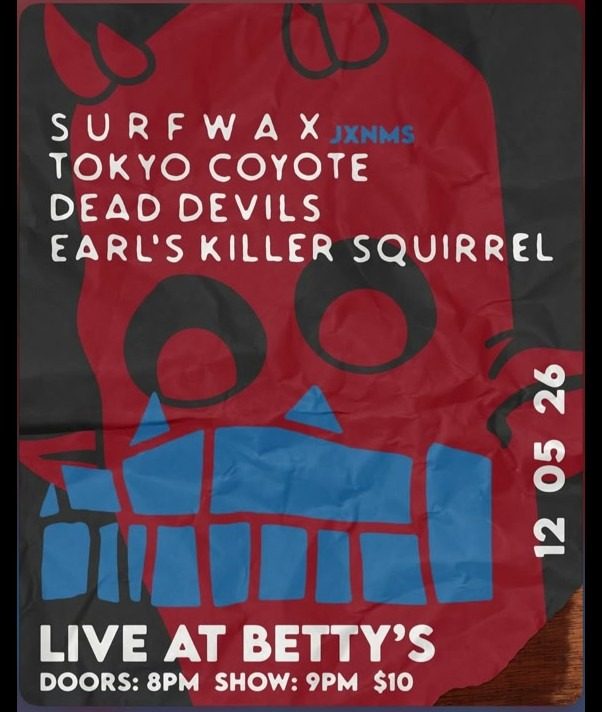 SURFWAX JXNMS
TOKYO COYOTE
DEAD DEVILS
EARL'S KILLER SQUIRREL
12 05 26
LIVE AT BETTY'S
DOORS: 8PM SHOW: 9PM $10